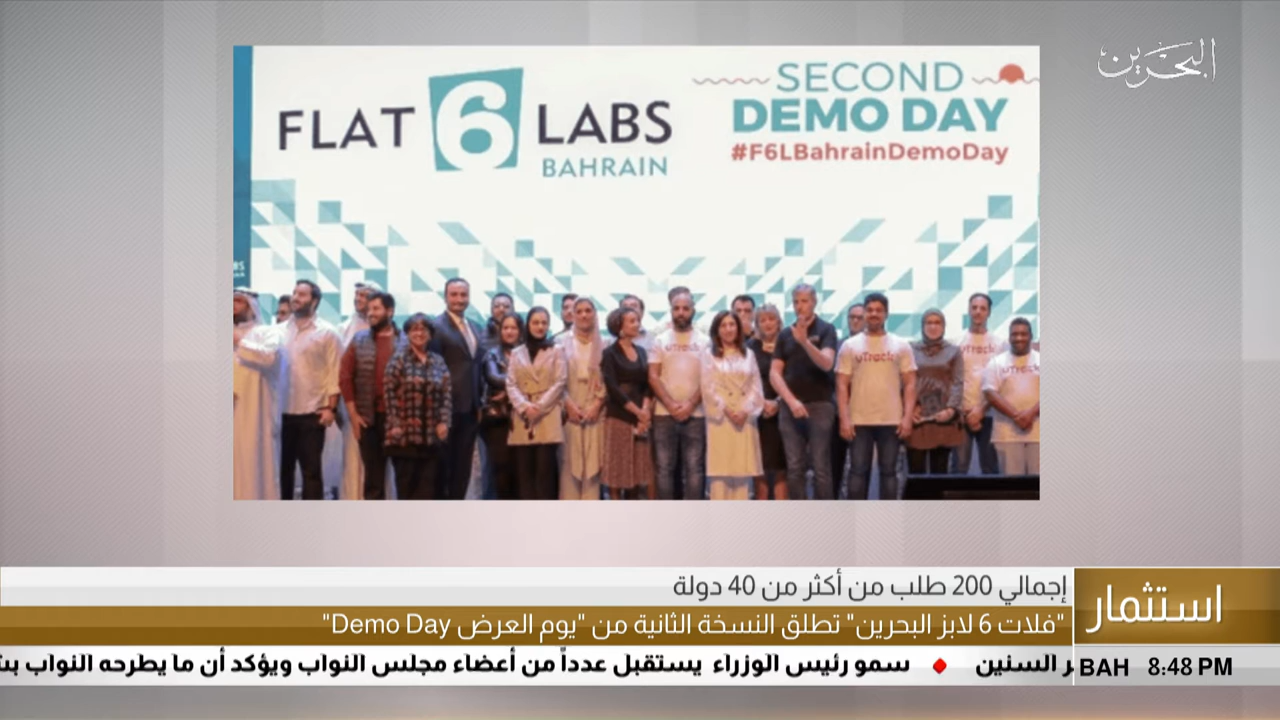 البحرين
FLAT 6 LABS
BAHRAIN
SECOND
DEMO DAY
#F6LBahrainDemoDay
uTrack
إجمالي 200 طلب من أكثر من 40 دولة
استثمار
"فلات 6 لابز البحرين" تطلق النسخة الثانية من "يوم العرض Demo Day"
ر السنين ♦ سمو رئيس الوزراء يستقبل عدداً من أعضاء مجلس النواب ويؤكد أن ما يطرحه النواب
BAH 8:48 PM